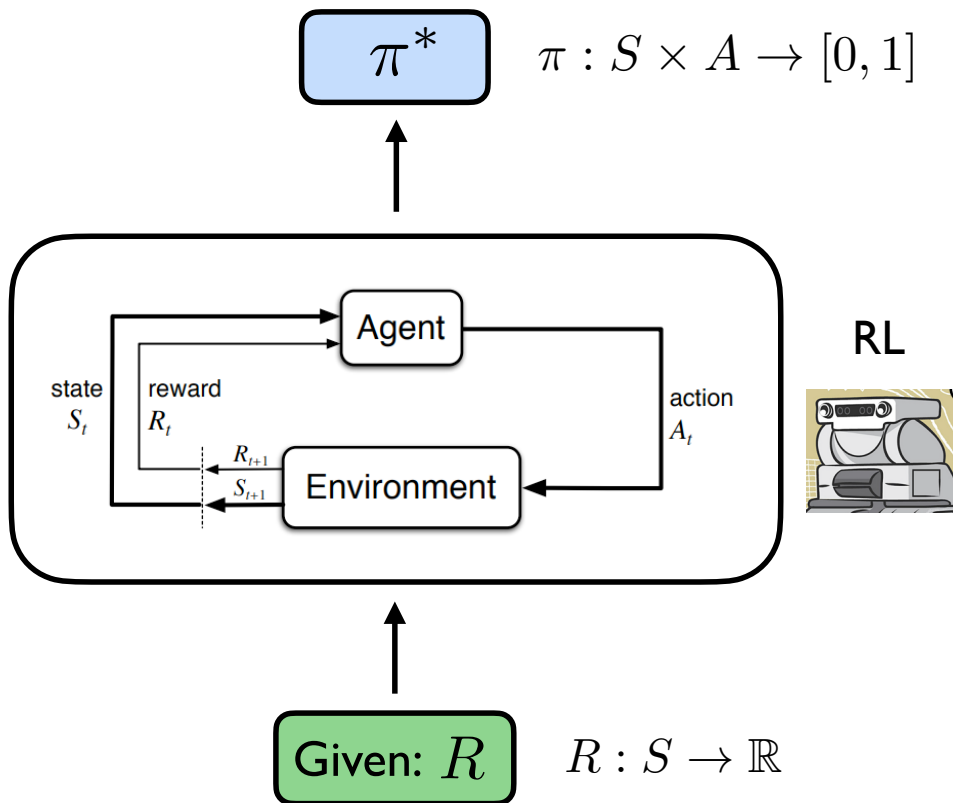 π*
π : S × A → [0, 1]
Agent
RL
state
S_t
reward
R_t
action
A_t
R_{t+1}
S_{t+1}
Environment
Given: R
R : S → ℝ